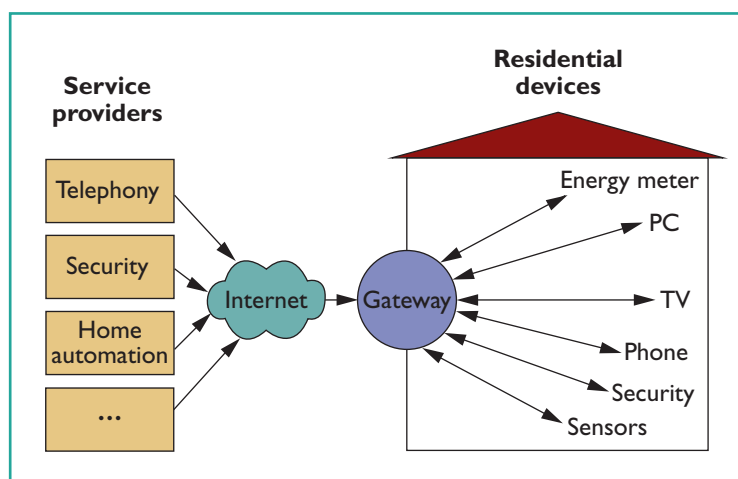 Service
providers
Telephony
Security
Home
automation
...
Internet
Gateway
Residential
devices
Energy meter
PC
TV
Phone
Security
Sensors